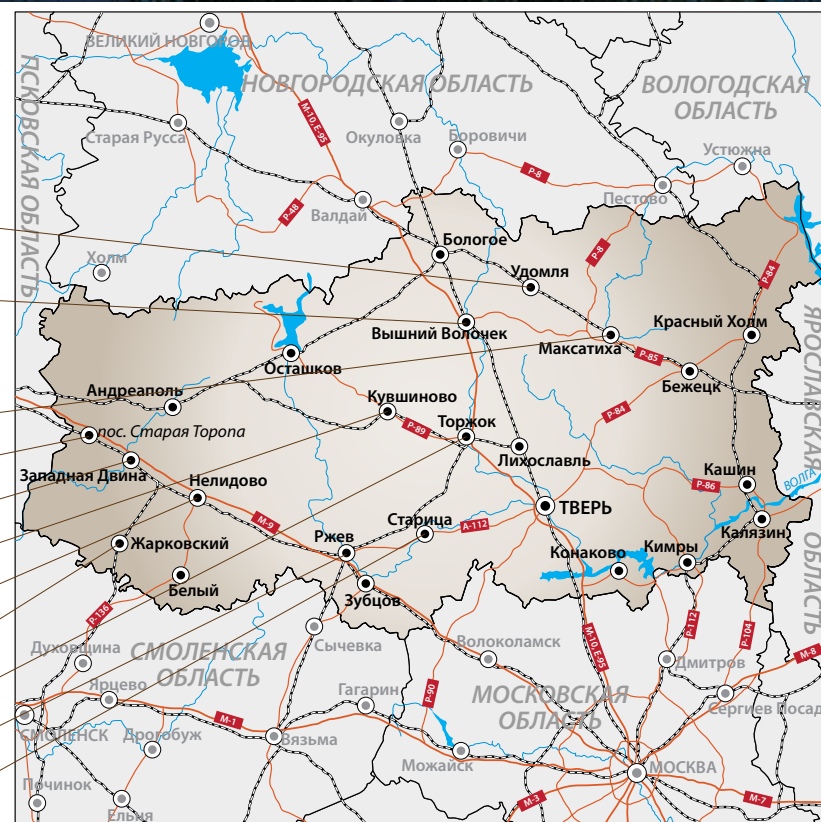 ВЕЛИКИЙ НОВГОРОД
НОВГОРОДСКАЯ ОБЛАСТЬ
ВОЛОГОДСКАЯ
ОБЛАСТЬ
ПСКОВСКАЯ ОБЛАСТЬ
М-10, Е-95
Старая Русса
Окуловка
Боровичи
Устюжна
Р-8
Пестово
Валдай
Р-48
Холм
Бологое
Удомля
Р-8
Р-84
ЯРОСЛАВСКАЯ
ОБЛАСТЬ
Вышний Волочек
Максатиха
Красный Холм
Р-85
Бежецк
Осташков
Андреаполь
Кувшиново
Р-84
Торжок
Р-89
пос. Старая Торопа
Лихославль
Западная Двина
Нелидово
Кашин
Р-86
ВОЛГА
ТВЕРЬ
М-9
Старица
А-112
Калязин
Ржев
Жарковский
Конаково
Кимры
Белый
Зубцов
Р-136
Р-112
Р-104
М-10, Е-95
Духовщина
СМОЛЕНСКАЯ
ОБЛАСТЬ
Сычевка
Волоколамск
М-8
Дмитров
Ярцево
Гагарин
Р-90
МОСКОВСКАЯ
ОБЛАСТЬ
Сергиев Посад
М-1
СМОЛЕНСК
Дрогобуж
Вязьма
Можайск
МОСКВА
Починок
М-3
М-7
Ельня